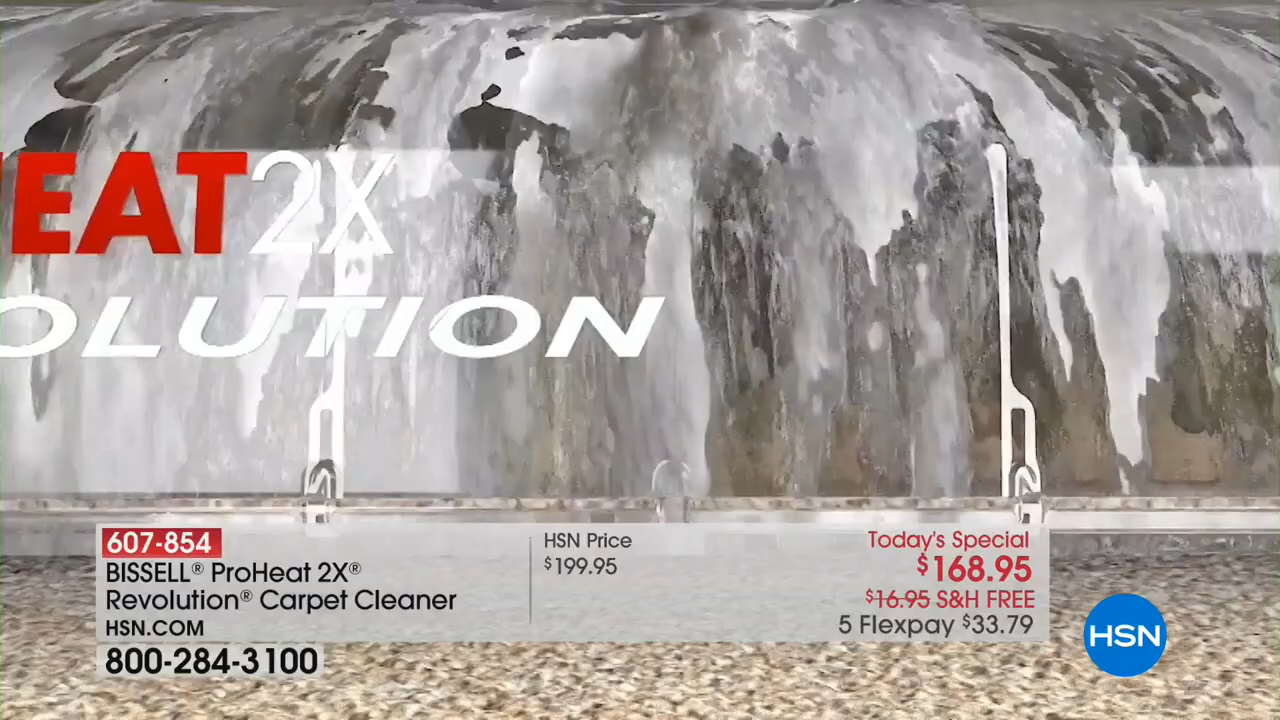 EAT2X
OLUTION
607-854
BISSELL® ProHeat 2X®
Revolution® Carpet Cleaner
HSN.COM
800-284-3100
HSN Price
$199.95
Today's Special
$168.95
$16.95 S&H FREE
5 Flexpay $33.79
HSN